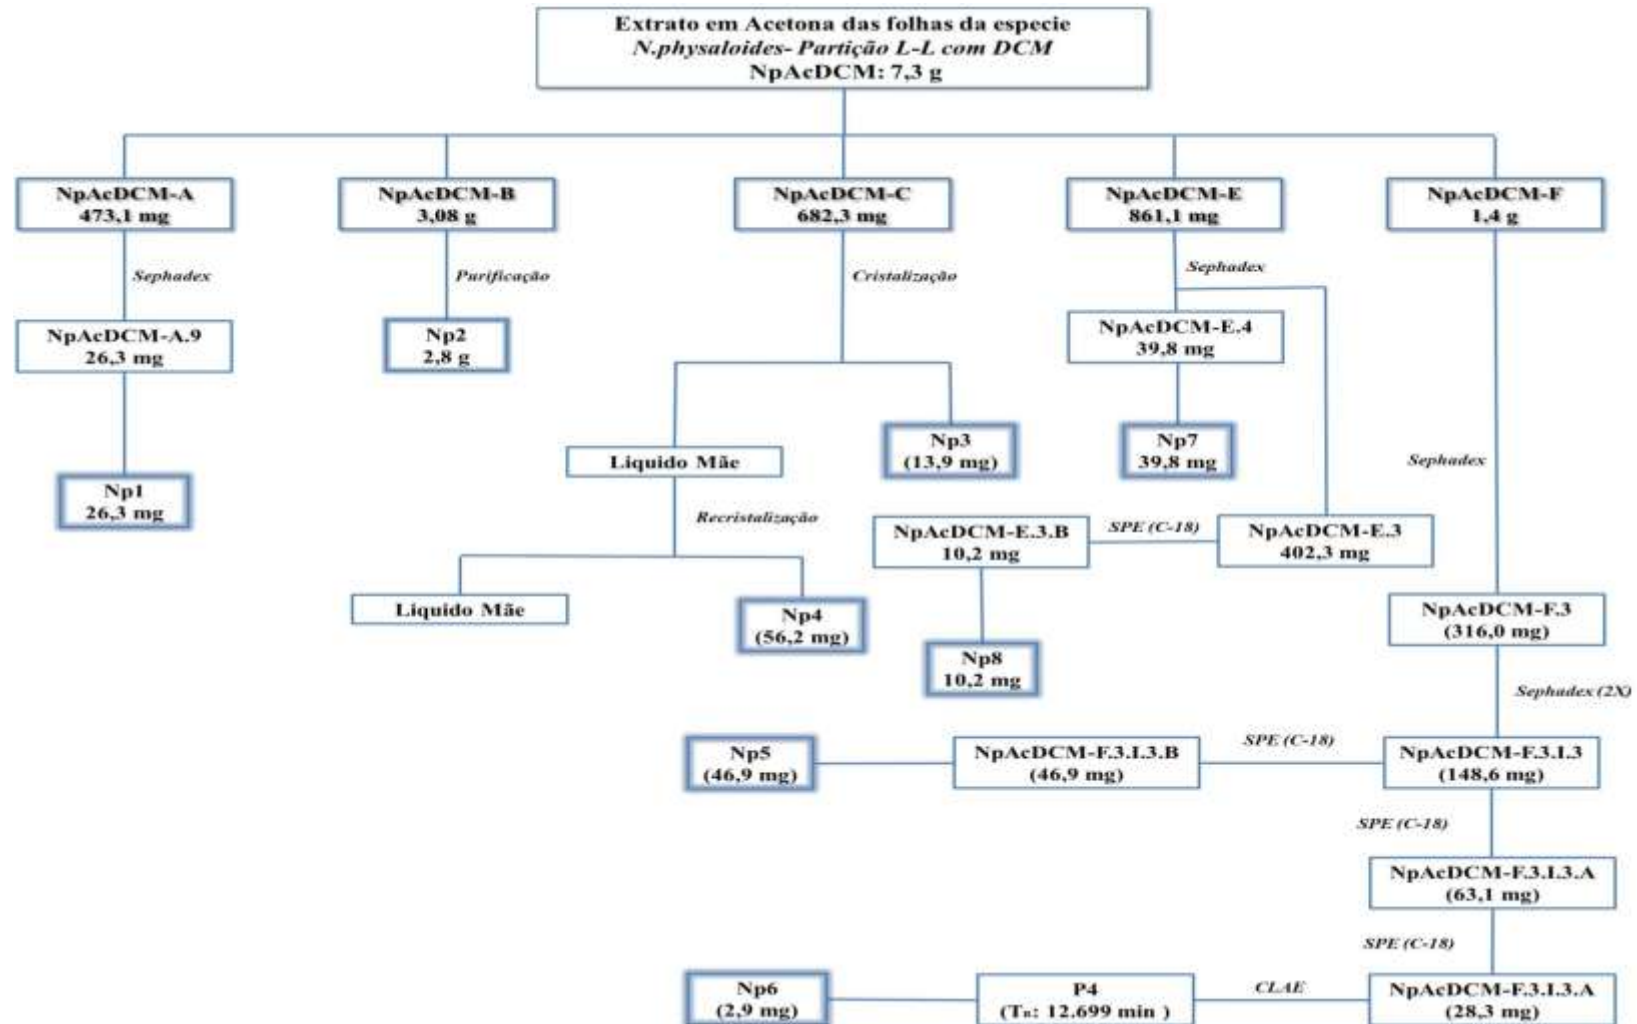 Extrato em Acetona das folhas da especie
N.physaloides- Partição L-L com DCM
NpAcDCM: 7,3 g
NpAcDCM-A
473,1 mg
NpAcDCM-B
3,08 g
NpAcDCM-C
682,3 mg
NpAcDCM-E
861,1 mg
NpAcDCM-F
1,4 g
Sephadex
Purificação
Cristalização
Sephadex
NpAcDCM-A.9
26,3 mg
Np2
2,8 g
NpAcDCM-E.4
39,8 mg
Np3
(13,9 mg)
Np7
39,8 mg
Liquido Mãe
Sephadex
Np1
26,3 mg
Recristalização
NpAcDCM-E.3.B
10,2 mg
SPE (C-18)
NpAcDCM-E.3
402,3 mg
Liquido Mãe
Np4
(56,2 mg)
NpAcDCM-F.3
(316,0 mg)
Np8
10,2 mg
Sephadex (2X)
Np5
(46,9 mg)
NpAcDCM-F.3.I.3.B
(46,9 mg)
SPE (C-18)
NpAcDCM-F.3.I.3
(148,6 mg)
SPE (C-18)
NpAcDCM-F.3.I.3.A
(63,1 mg)
SPE (C-18)
Np6
(2,9 mg)
P4
(TR: 12.699 min )
CLAE
NpAcDCM-F.3.I.3.A
(28,3 mg)